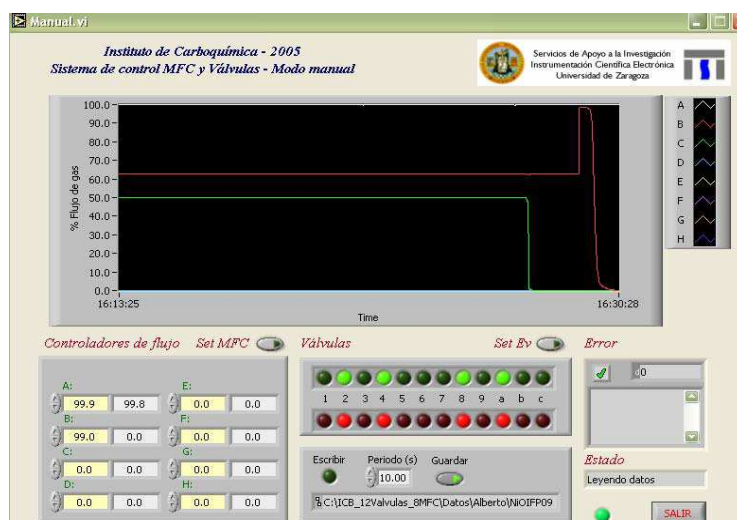 Manual.vi
Instituto de Carboquímica - 2005
Sistema de control MFC y Válvulas - Modo manual
Servicios de Apoyo a la Investigación
Instrumentación Científica Electrónica
Universidad de Zaragoza
% Flujo de gas
100.0
90.0
80.0
70.0
60.0
50.0
40.0
30.0
20.0
10.0
0.0
16:13:25
16:30:28
Time
A
B
C
D
E
F
G
H
Controladores de flujo Set MFC
A: E:
99.9 99.8 0.0 0.0
B: F:
99.0 0.0 0.0 0.0
C: G:
0.0 0.0 0.0 0.0
D: H:
0.0 0.0 0.0 0.0
Válvulas Set Ev
1 2 3 4 5 6 7 8 9 a b c
Escribir Periodo (s) Guardar
10.00
C:\ICB_12Valvulas_8MFC\Datos\Alberto\NiOIFP09
Error
0
Estado
Leyendo datos
SALIR